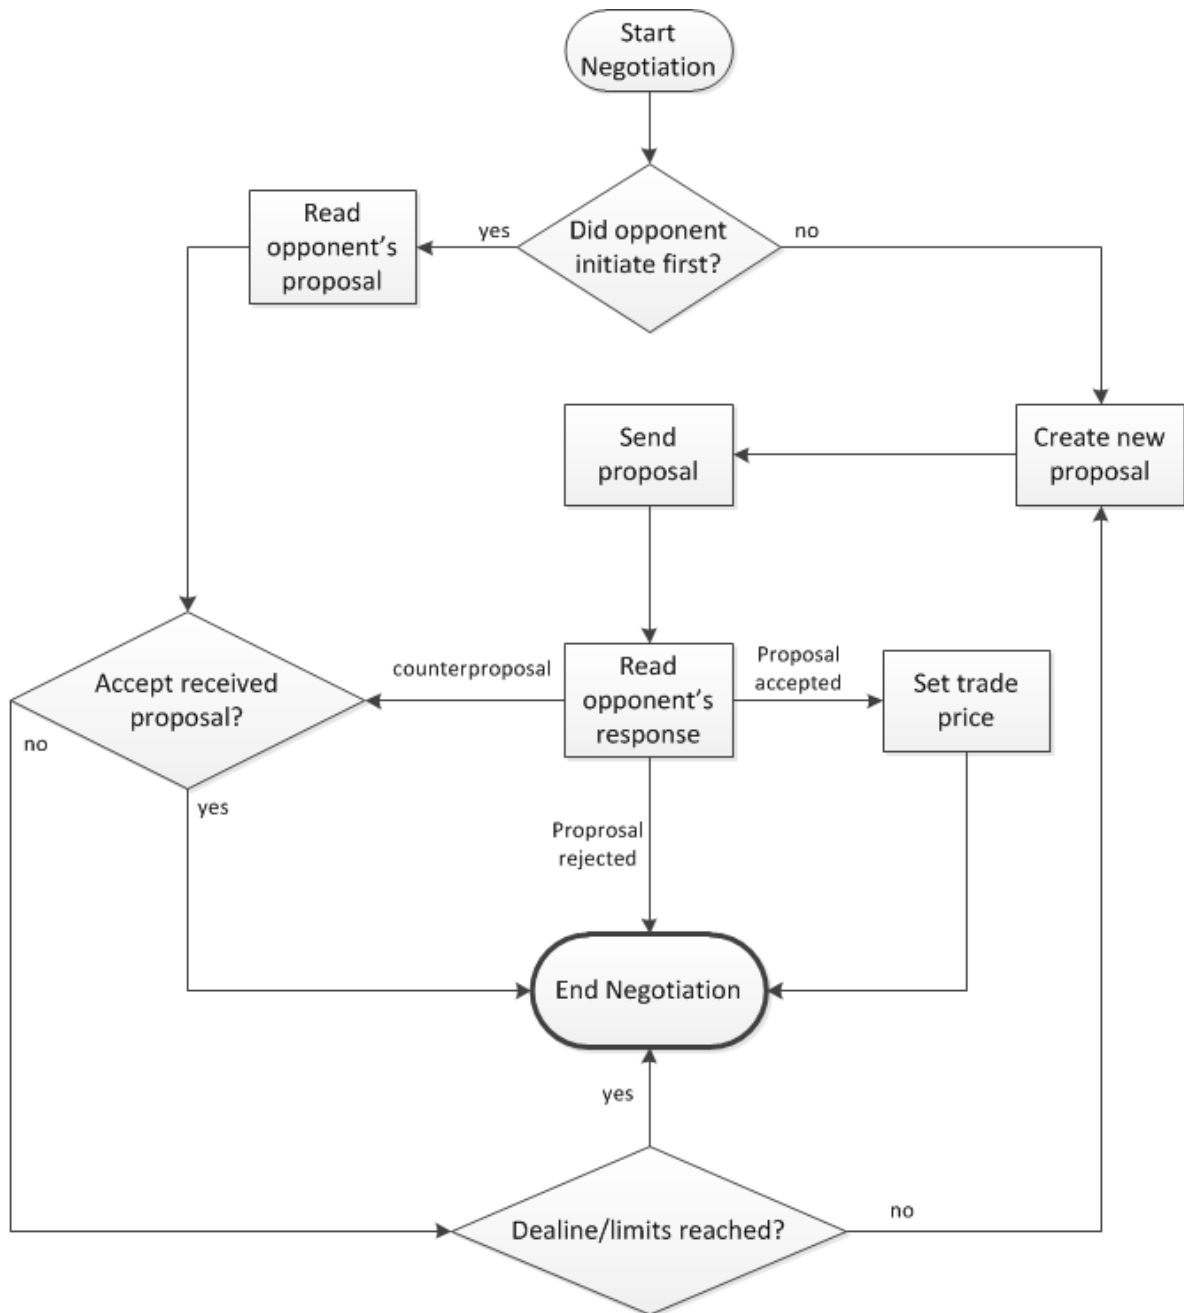 Start
Negotiation
Read
opponent's
proposal
yes
Did opponent
initiate first?
no
Send
proposal
Create new
proposal
Accept received
proposal?
counterproposal
Read
opponent's
response
Proposal
accepted
Set trade
price
no
yes
Proprosal
rejected
End Negotiation
yes
Dealine/limits reached?
no